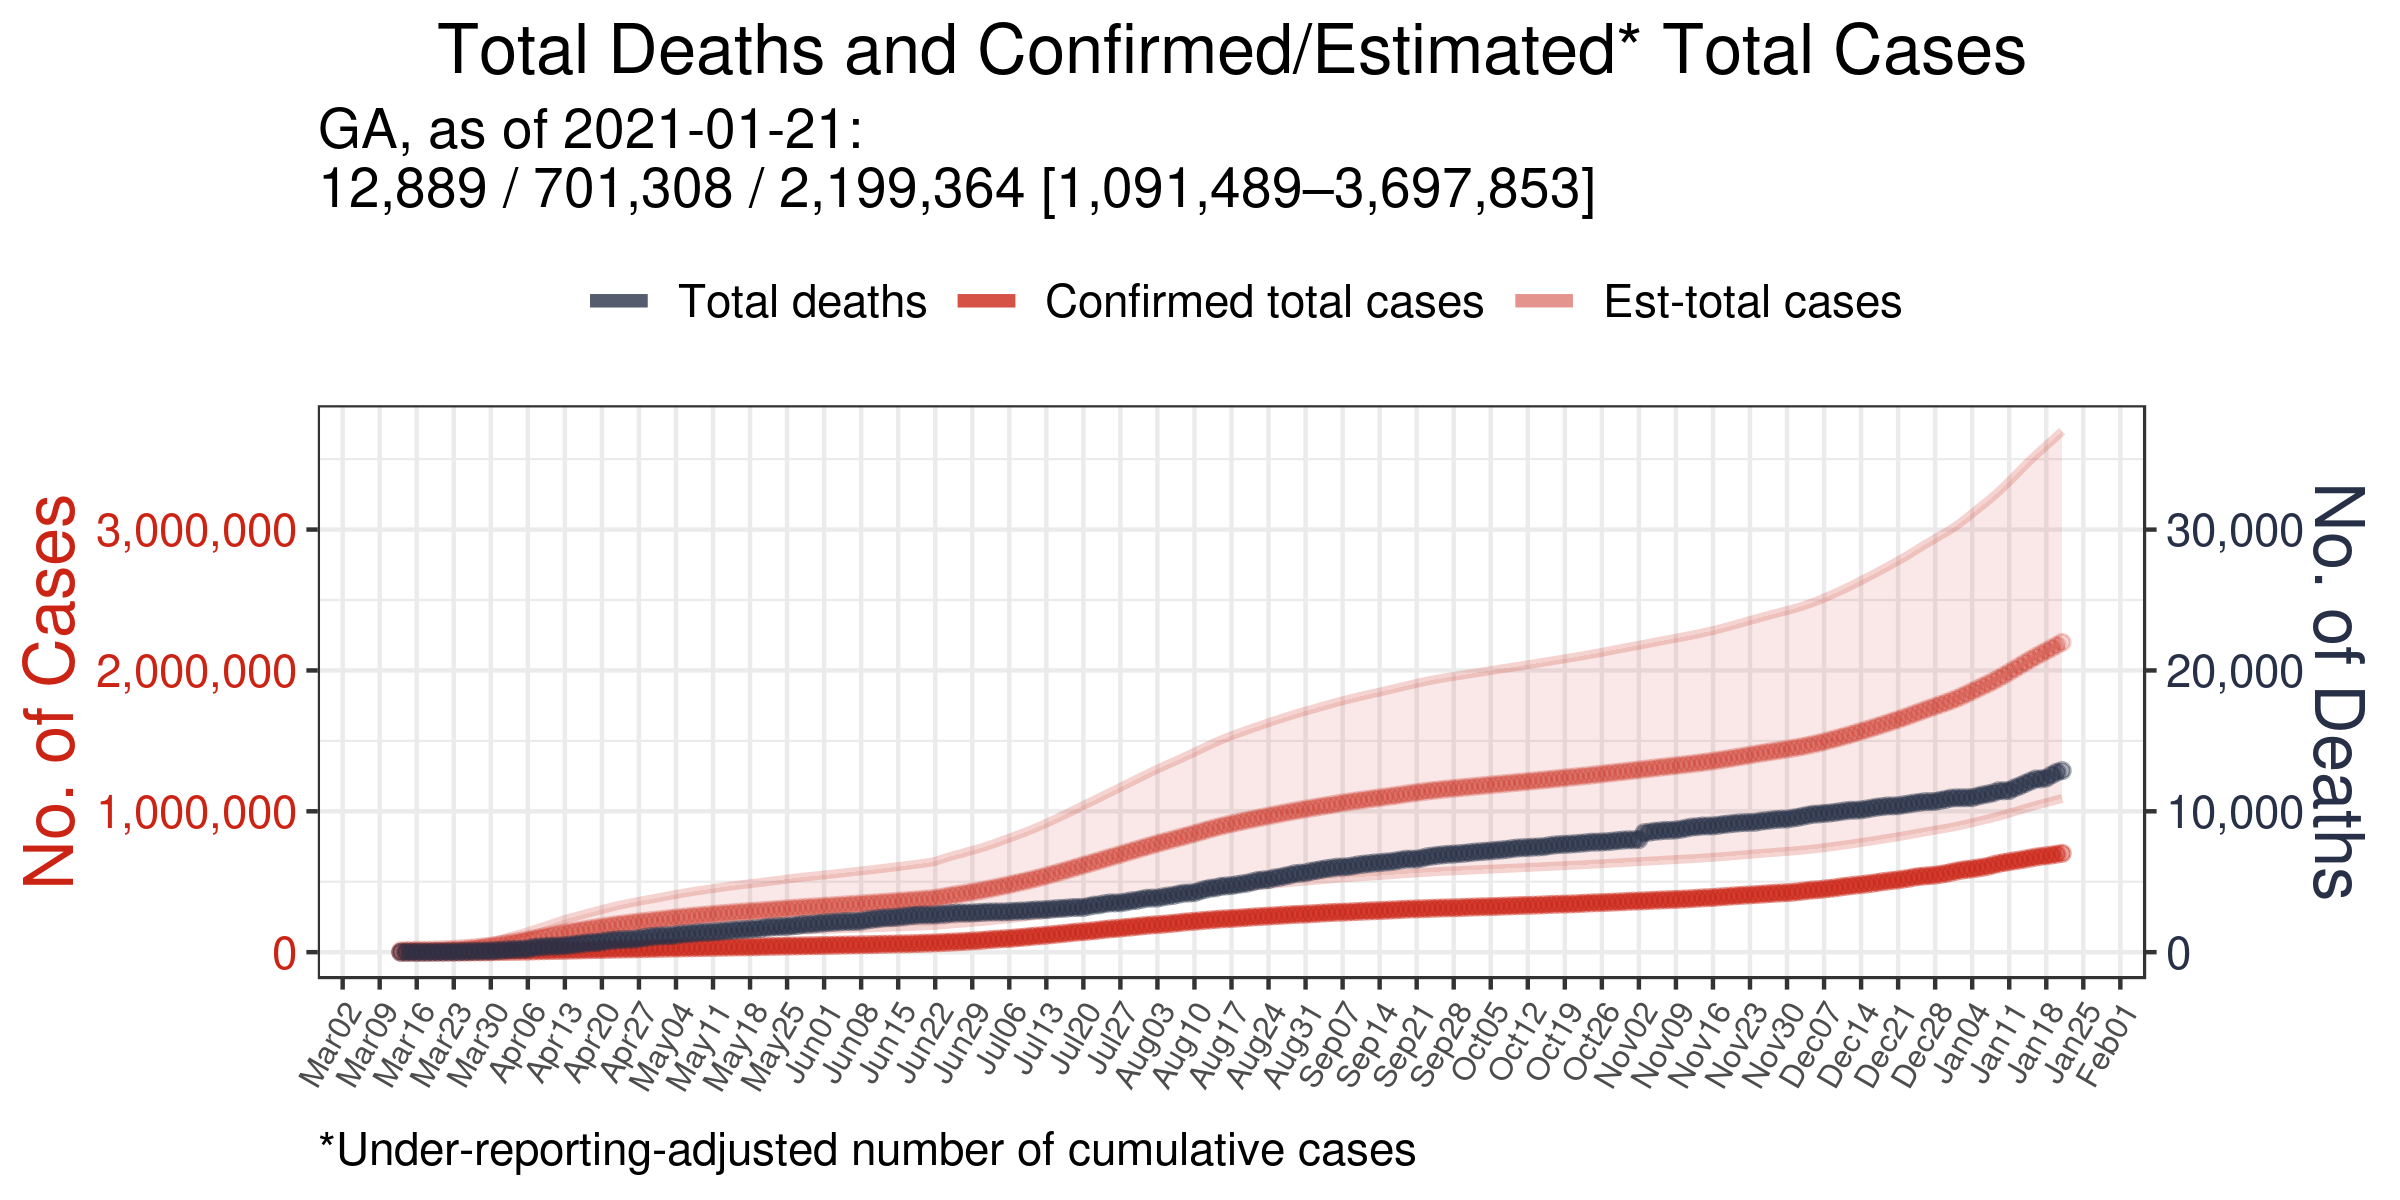 Total Deaths and Confirmed/Estimated* Total Cases
GA, as of 2021-01-21:
12,889 / 701,308 / 2,199,364 [1,091,489–3,697,853]
Total deaths
Confirmed total cases
Est-total cases
No. of Cases
3,000,000
2,000,000
1,000,000
0
30,000
20,000
10,000
0
No. of Deaths
Mar02
Mar09
Mar16
Mar23
Mar30
Apr06
Apr13
Apr20
Apr27
May04
May11
May18
May25
Jun01
Jun08
Jun15
Jun22
Jun29
Jul06
Jul13
Jul20
Jul27
Aug03
Aug10
Aug17
Aug24
Aug31
Sep07
Sep14
Sep21
Sep28
Oct05
Oct12
Oct19
Oct26
Nov02
Nov09
Nov16
Nov23
Nov30
Dec07
Dec14
Dec21
Dec28
Jan04
Jan11
Jan18
Jan25
Feb01
*Under-reporting-adjusted number of cumulative cases